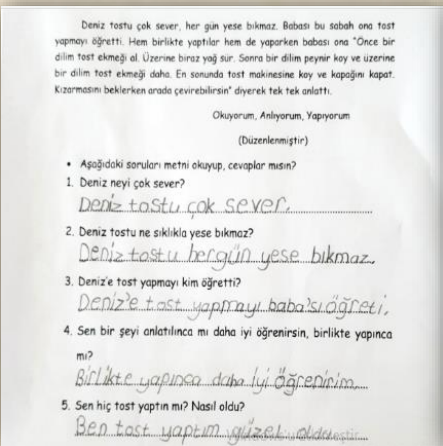 Deniz tostu çok sever, her gün yese bıkmaz. Babası bu sabah ona tost
yapmayı öğretti. Hem birlikte yaptılar hem de yaparken babası ona "Önce bir
dilim tost ekmeği al. Üzerine biraz yağ sür. Sonra bir dilim peynir koy ve üzerine
bir dilim tost ekmeği daha. En sonunda tost makinesine koy ve kapağını kapat.
Kızarmasını beklerken arada çevirebilirsin" diyerek tek tek anlattı.
Okuyorum, Anlıyorum, Yapıyorum
(Düzenlenmiştir)
• Aşağıdaki soruları metni okuyup, cevaplar mısın?
1. Deniz neyi çok sever?
Deniz tostu çok sever.
2. Deniz tostu ne sıklıkla yese bıkmaz?
Deniz tostu hergün yese bıkmaz.
3. Deniz'e tost yapmayı kim öğretti?
Deniz'e tost yapmayı baba'sı öğreti.
4. Sen bir şeyi anlatılınca mı daha iyi öğrenirsin, birlikte yapınca
mı?
Birlikte yapınca daha iyi öğrenirim
5. Sen hiç tost yaptın mı? Nasıl oldu?
Ben tost yaptım güzel oldu